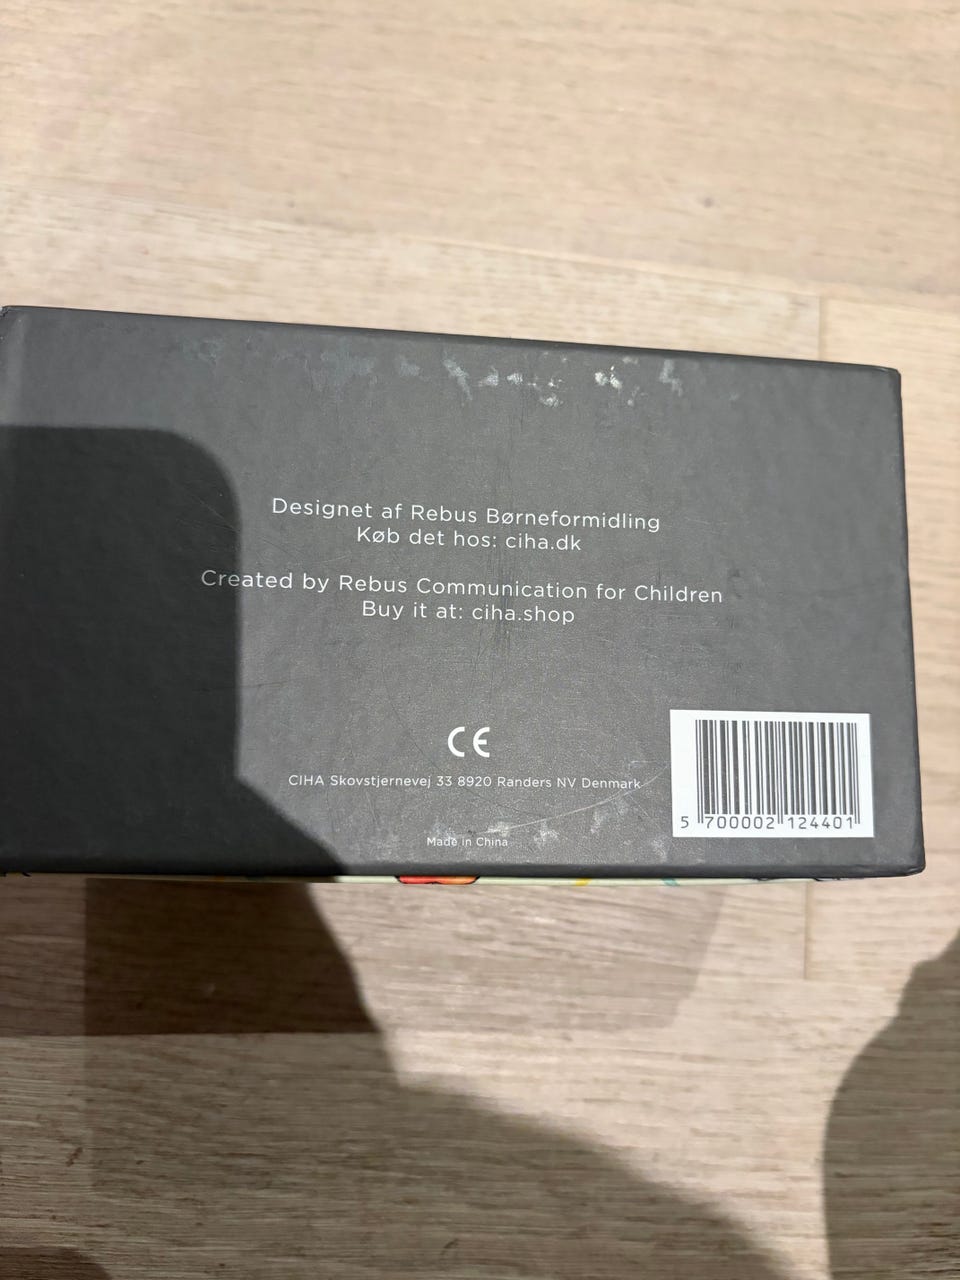 Designet af Rebus Børneformidling
Køb det hos: ciha.dk
Created by Rebus Communication for Children
Buy it at: ciha.shop
CE
CIHA Skovstjernevej 33 8920 Randers NV Denmark
Made in China
5 700002 124401